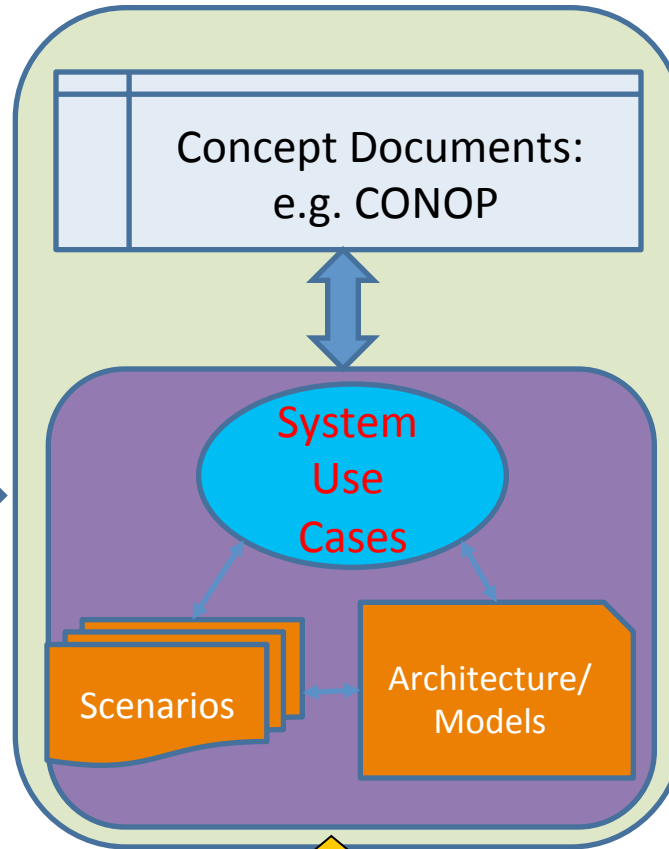 Concept Documents:
e.g. CONOP
System
Use
Cases
Scenarios
Architecture/
Models